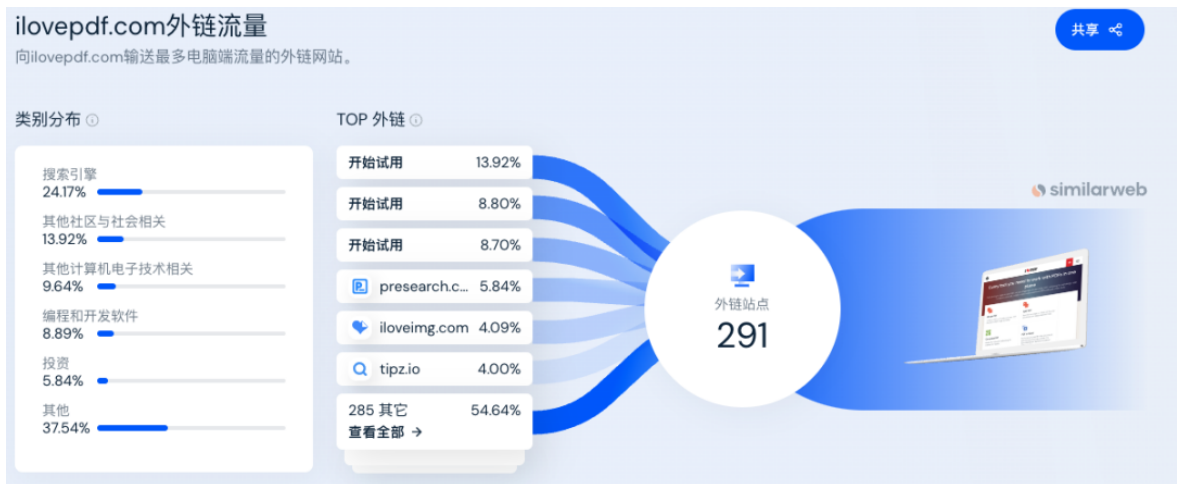 ilovepdf.com外链流量
向ilovepdf.com输送最多电脑端流量的外链网站。
共享
类别分布
搜索引擎
24.17%
其他社区与社会相关
13.92%
其他计算机电子技术相关
9.64%
编程和开发软件
8.89%
投资
5.84%
其他
37.54%
TOP 外链
开始试用 13.92%
开始试用 8.80%
开始试用 8.70%
presearch.c... 5.84%
iloveimg.com 4.09%
tipz.io 4.00%
285 其它 54.64%
查看全部 →
外链站点
291
similarweb